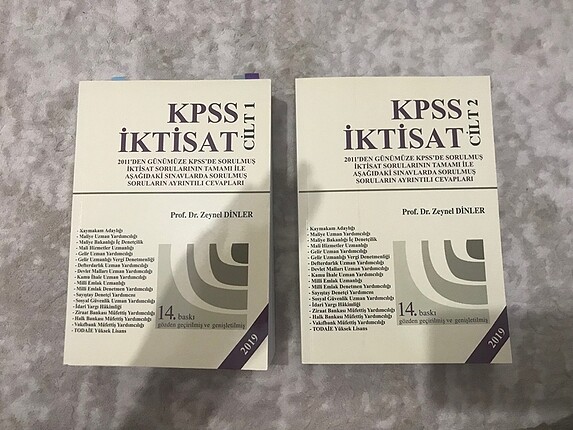 KPSS
İKTİSAT
CİLT 1
2011'DEN GÜNÜMÜZE KPSS'DE SORULMUŞ
İKTİSAT SORULARININ TAMAMI İLE
AŞAĞIDAKİ SINAVLARDA SORULMUŞ
SORULARIN AYRINTILI CEVAPLARI
Prof. Dr. Zeynel DİNLER
- Kaymakam Adaylığı
- Maliye Uzman Yardımcılığı
- Maliye Bakanlığı İç Denetçilik
- Mali Hizmetler Uzmanlığı
- Gelir Uzman Yardımcılığı
- Gelir Uzmanlığı Vergi Denetmenliği
- Defterdarlık Uzman Yardımcılığı
- Devlet Malları Uzman Yardımcılığı
- Kamu İhale Uzman Yardımcılığı
- Milli Emlak Uzmanlığı
- Milli Emlak Denetmen Yardımcılığı
- Sayıştay Denetçi Yardımcısı
- Sosyal Güvenlik Uzman Yardımcılığı
- İdari Yargı Hâkimliği
- Ziraat Bankası Müfettiş Yardımcılığı
- Halk Bankası Müfettiş Yardımcılığı
- Vakıfbank Müfettiş Yardımcılığı
- TODAİE Yüksek Lisans
14. baskı
gözden geçirilmiş ve genişletilmiş
2019
KPSS
İKTİSAT
CİLT 2
2011'DEN GÜNÜMÜZE KPSS'DE SORULMUŞ
İKTİSAT SORULARININ TAMAMI İLE
AŞAĞIDAKİ SINAVLARDA SORULMUŞ
SORULARIN AYRINTILI CEVAPLARI
Prof. Dr. Zeynel DİNLER
- Kaymakam Adaylığı
- Maliye Uzman Yardımcılığı
- Maliye Bakanlığı İç Denetçilik
- Mali Hizmetler Uzmanlığı
- Gelir Uzman Yardımcılığı
- Gelir Uzmanlığı Vergi Denetmenliği
- Defterdarlık Uzman Yardımcılığı
- Devlet Malları Uzman Yardımcılığı
- Kamu İhale Uzman Yardımcılığı
- Milli Emlak Uzmanlığı
- Milli Emlak Denetmen Yardımcılığı
- Sayıştay Denetçi Yardımcısı
- Sosyal Güvenlik Uzman Yardımcılığı
- İdari Yargı Hâkimliği
- Ziraat Bankası Müfettiş Yardımcılığı
- Halk Bankası Müfettiş Yardımcılığı
- Vakıfbank Müfettiş Yardımcılığı
- TODAİE Yüksek Lisans
14. baskı
gözden geçirilmiş ve genişletilmiş
2019